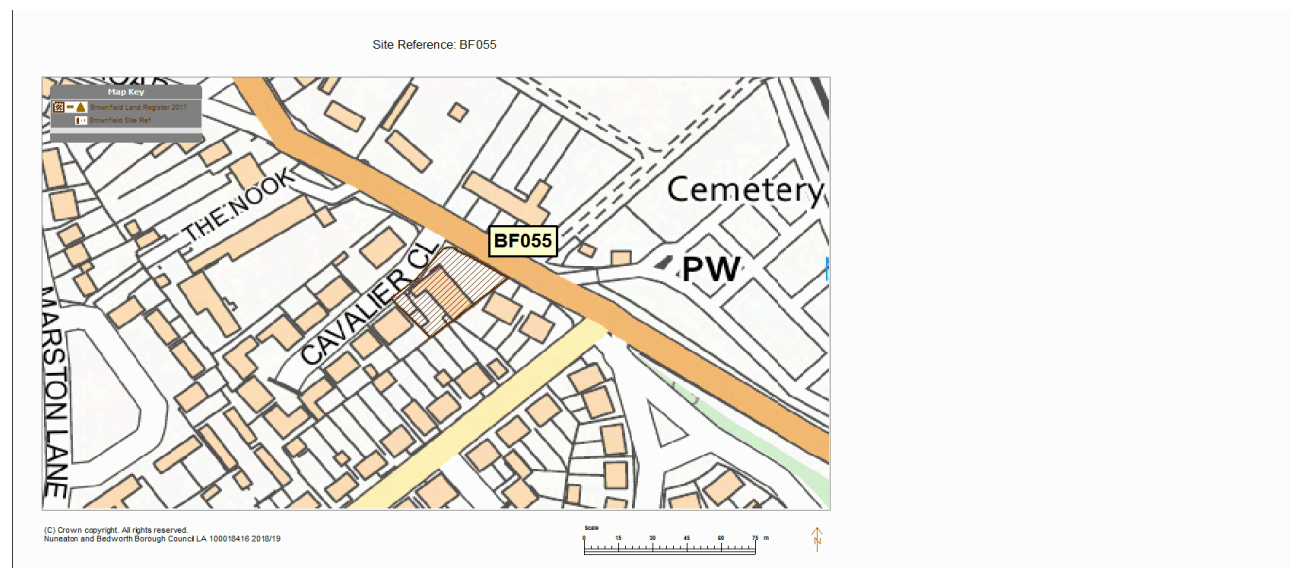 Site Reference: BF055
Map Key
Brownfield Land Register 2017
Brownfield Site Ref
THE NOOK
Cemetery
BF055
CAVALIER CL
PW
MARSTON LANE
(C) Crown copyright. All rights reserved.
Nuneaton and Bedworth Borough Council LA 100018416 2018/19
Scale
0 15 30 45 60 75 m
N